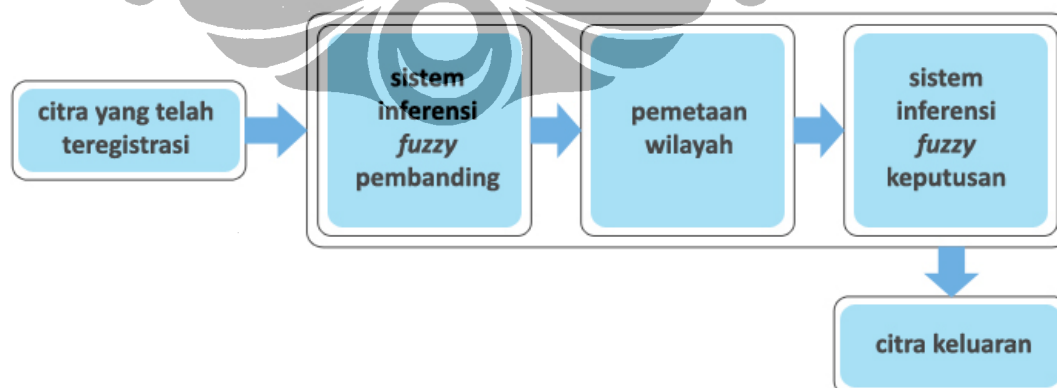 citra yang telah
teregistrasi
sistem
inferensi
fuzzy
pembanding
pemetaan
wilayah
sistem
inferensi
fuzzy
keputusan
citra keluaran